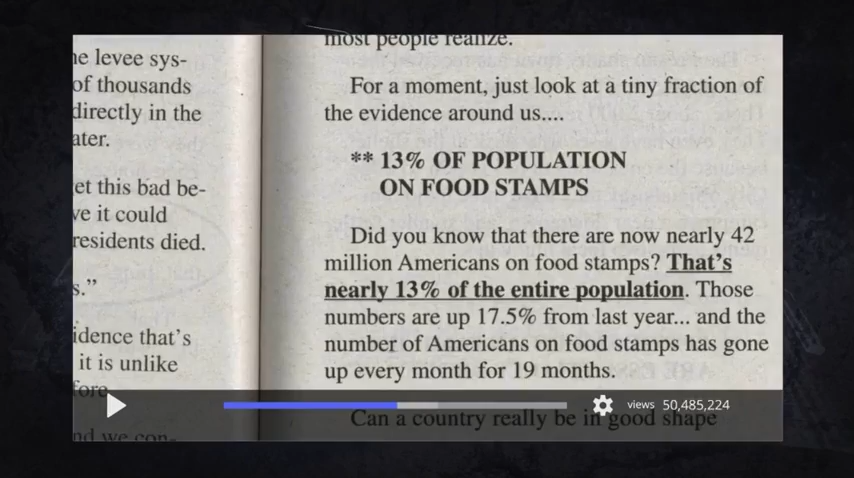 he levee sys-
of thousands
directly in the
ater.
et this bad be-
ve it could
residents died.
s.”
idence that’s
it is unlike
fore
nd we con-
most people realize.
For a moment, just look at a tiny fraction of
the evidence around us....
** 13% OF POPULATION
ON FOOD STAMPS
Did you know that there are now nearly 42
million Americans on food stamps? That’s
nearly 13% of the entire population. Those
numbers are up 17.5% from last year... and the
number of Americans on food stamps has gone
up every month for 19 months.
Can a country really be in good shape
views 50,485,224